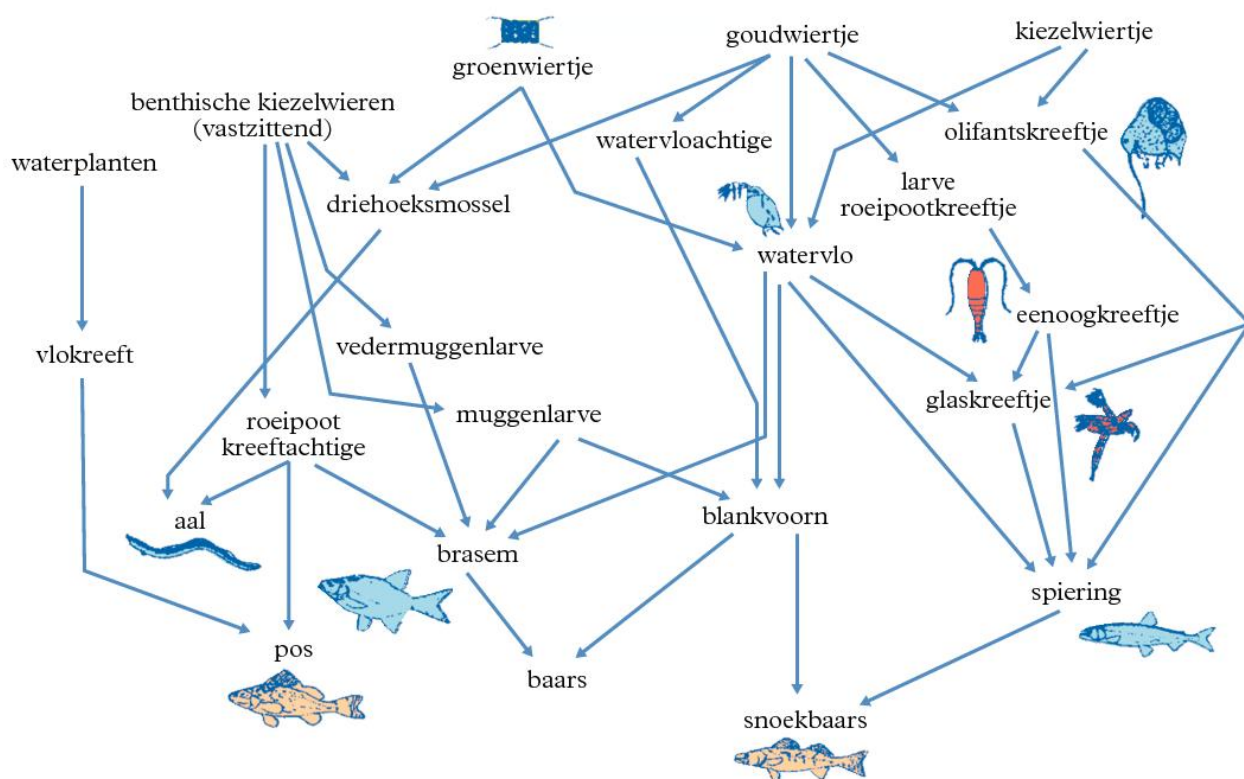 goudwiertje
kiezelwiertje
groenwiertje
benthische kiezelwieren
(vastzittend)
watervloachtige
olifantskreeftje
waterplanten
larve
roeipootkreeftje
driehoeksmossel
watervlo
eenoogkreeftje
vlokreeft
vedermuggenlarve
glaskreeftje
muggenlarve
roeipoot
kreeftachtige
aal
blankvoorn
brasem
spiering
pos
baars
snoekbaars